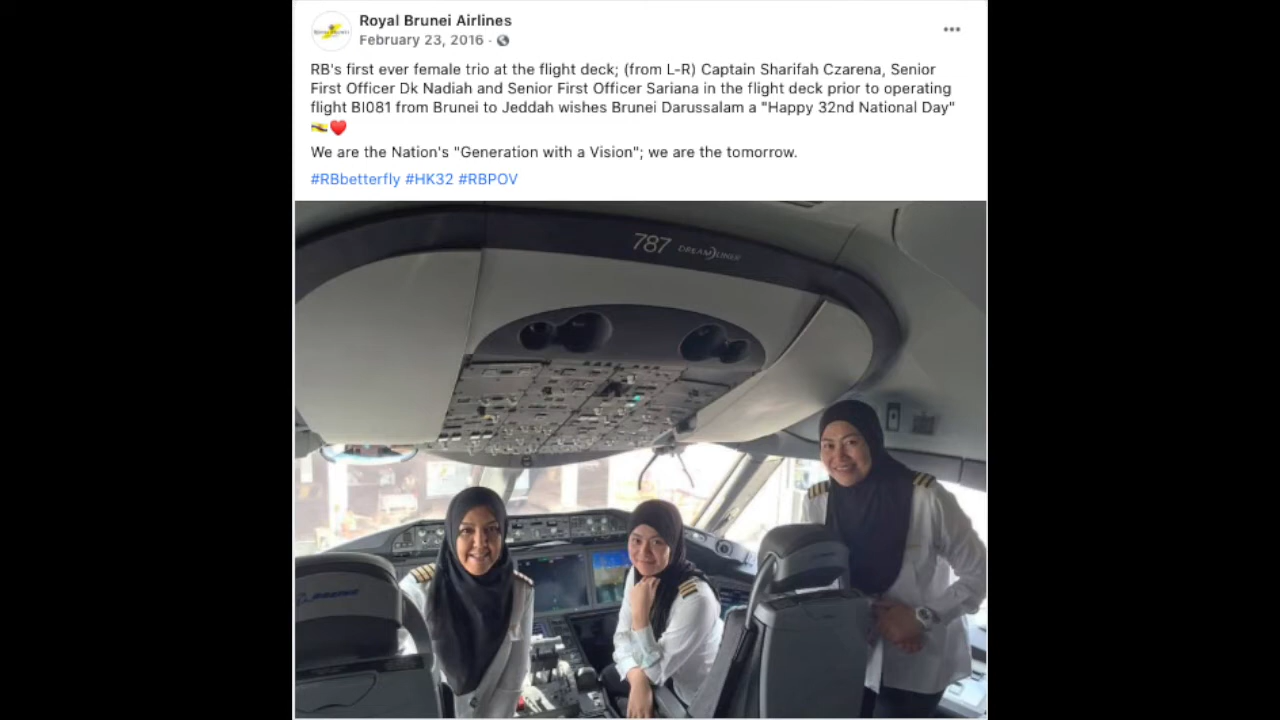 Royal Brunei Airlines
February 23, 2016 ·
RB's first ever female trio at the flight deck; (from L-R) Captain Sharifah Czarena, Senior
First Officer Dk Nadiah and Senior First Officer Sariana in the flight deck prior to operating
flight BI081 from Brunei to Jeddah wishes Brunei Darussalam a "Happy 32nd National Day"
🇧🇳❤️
We are the Nation's "Generation with a Vision"; we are the tomorrow.
#RBbetterfly #HK32 #RBPOV
787 DREAMLINER
BOEING